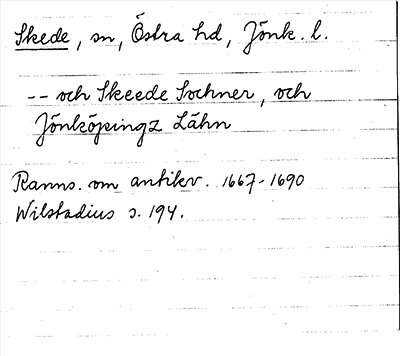 Skede, sn, Östra hd, Jönk. l.
-- och Skeede Sochner, och
Jönköpingz Lähn
Ranns. om antikv. 1667-1690
Wilstadius s. 194.